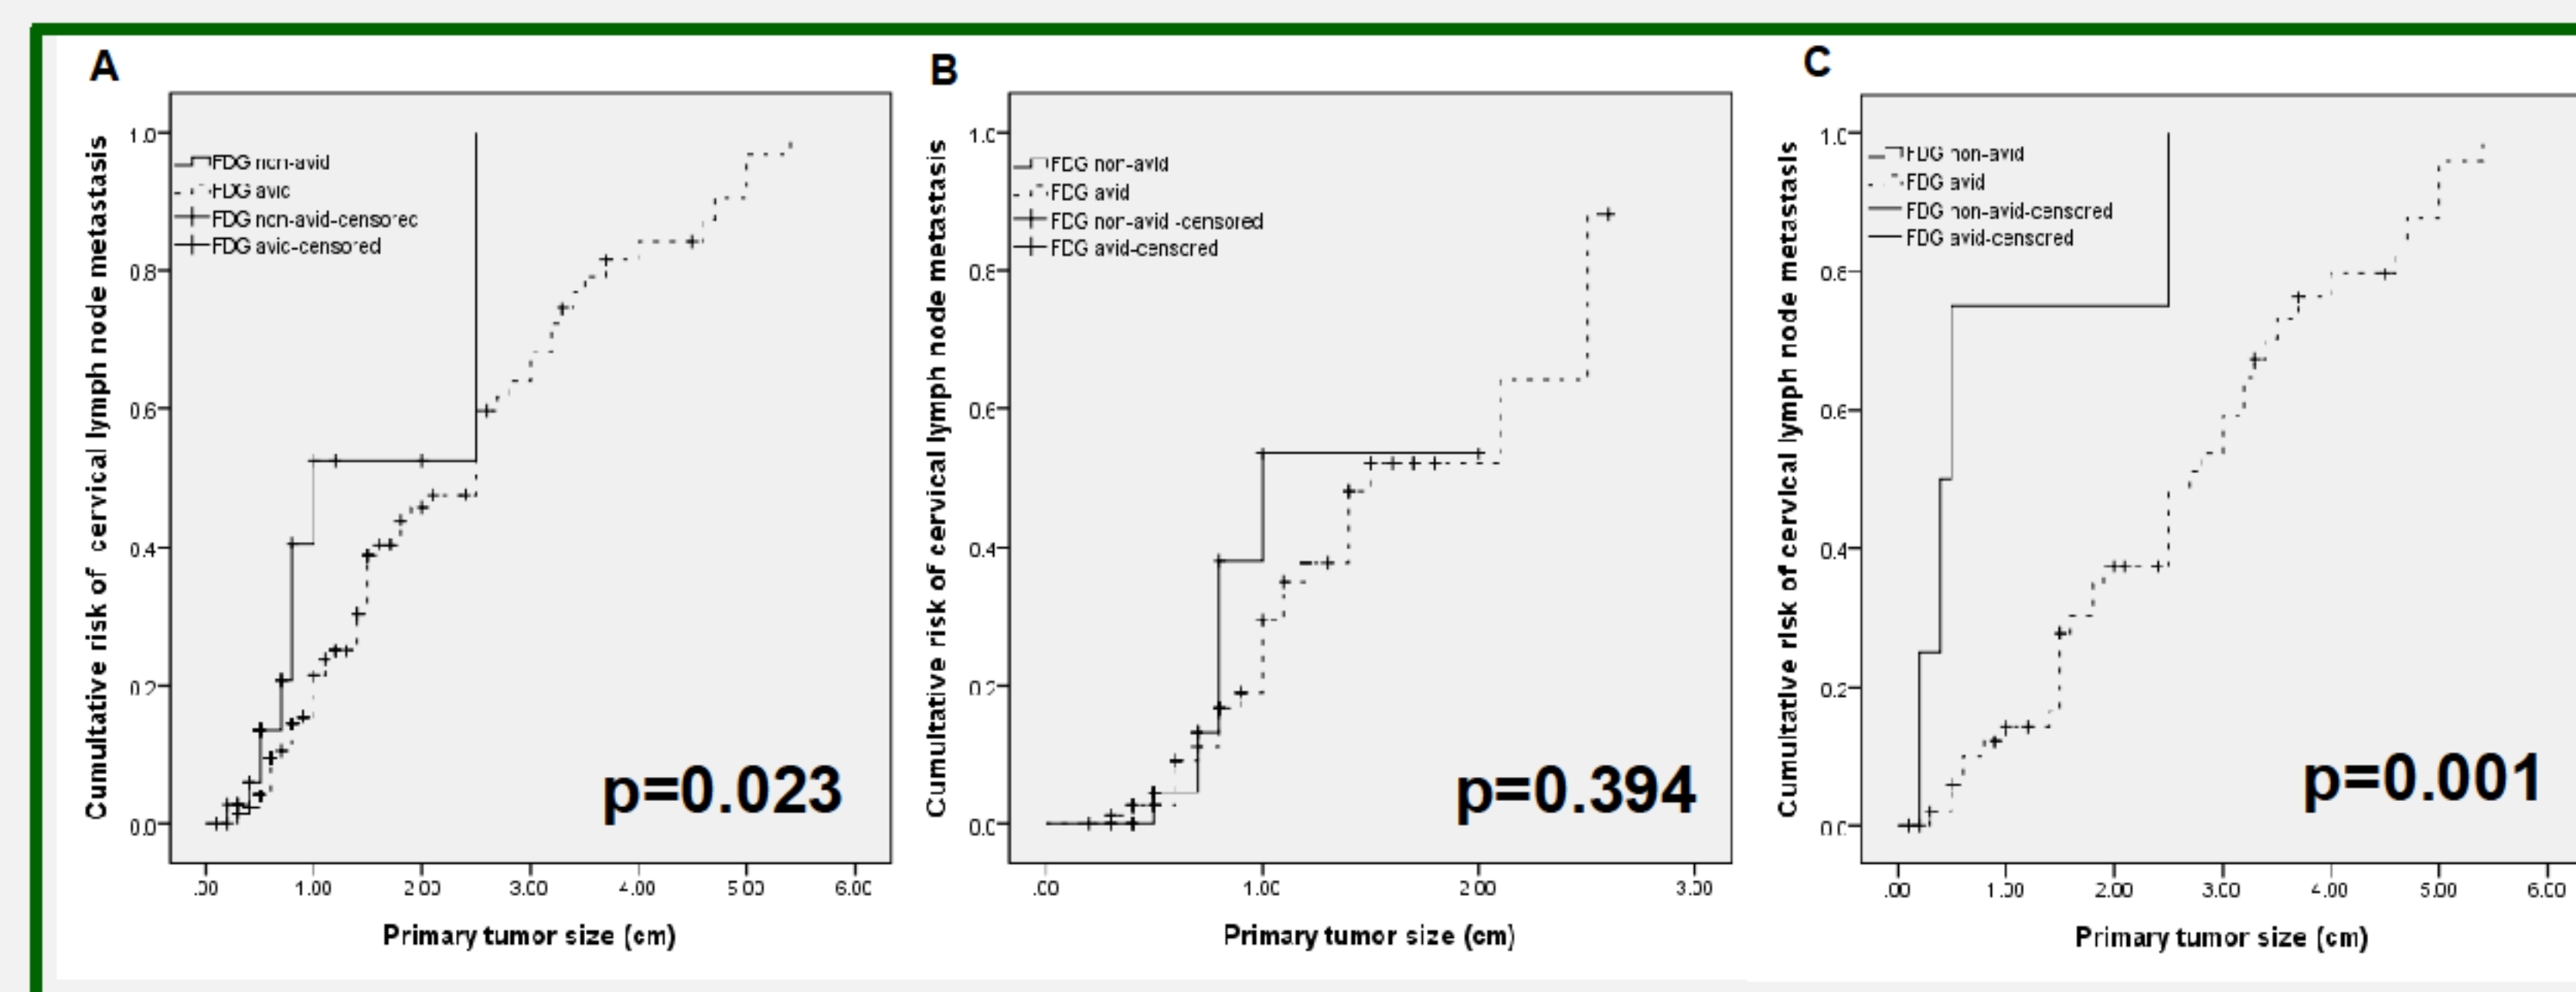 A
Cumultative risk of cervical lymph node metastasis
1.0
0.8
0.6
0.4
0.2
0.0
FDG non-avid
FDG avid
FDG non-avid-censored
FDG avid-censored
p=0.023
.00 1.00 2.00 3.00 4.00 5.00 6.00
Primary tumor size (cm)
B
Cumultative risk of cervical lymph node metastasis
1.0
0.8
0.6
0.4
0.2
0.0
FDG non-avid
FDG avid
FDG non-avid -censored
FDG avid-censored
p=0.394
.00 1.00 2.00 3.00
Primary tumor size (cm)
C
Cumultative risk of cervical lymph node metastasis
1.0
0.8
0.6
0.4
0.2
0.0
FDG non-avid
FDG avid
FDG non-avid-censored
FDG avid-censored
p=0.001
.00 1.00 2.00 3.00 4.00 5.00 6.00
Primary tumor size (cm)